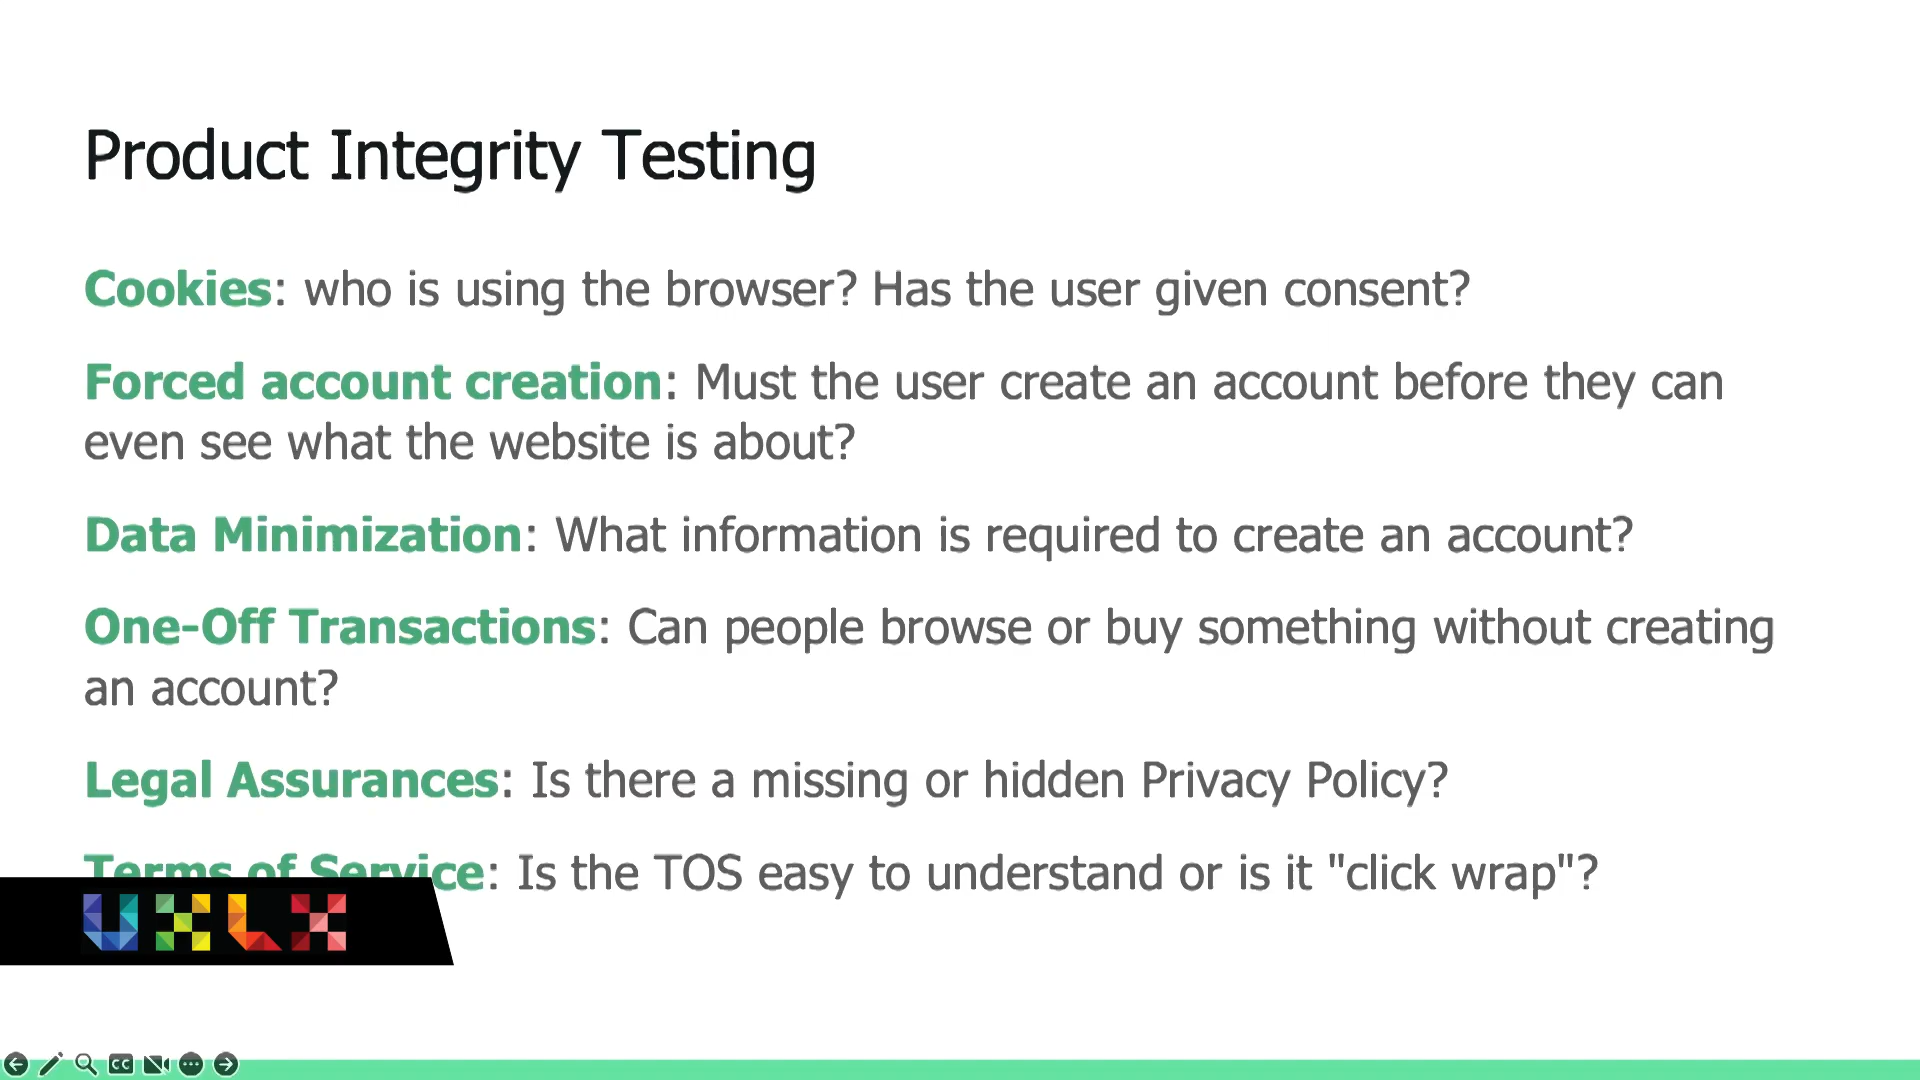 Product Integrity Testing
Cookies: who is using the browser? Has the user given consent?
Forced account creation: Must the user create an account before they can
even see what the website is about?
Data Minimization: What information is required to create an account?
One-Off Transactions: Can people browse or buy something without creating
an account?
Legal Assurances: Is there a missing or hidden Privacy Policy?
Terms of Service: Is the TOS easy to understand or is it "click wrap"?
UXLX
CC